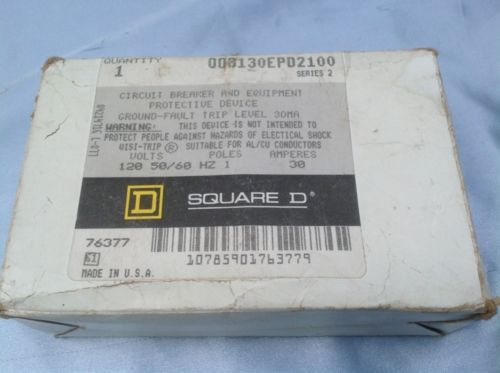 QUANTITY
1
QOB130EPD2100
SERIES 2
CIRCUIT BREAKER AND EQUIPMENT
PROTECTIVE DEVICE
GROUND-FAULT TRIP LEVEL 30MA
WARNING: THIS DEVICE IS NOT INTENDED TO
PROTECT PEOPLE AGAINST HAZARDS OF ELECTICAL SHOCK
VISI-TRIP ® SUITABLE FOR AL/CU CONDUCTORS
VOLTS POLES AMPERES
120 50/60 HZ 1 30
D SQUARE D®
76377
10785901763779
MADE IN U.S.A.